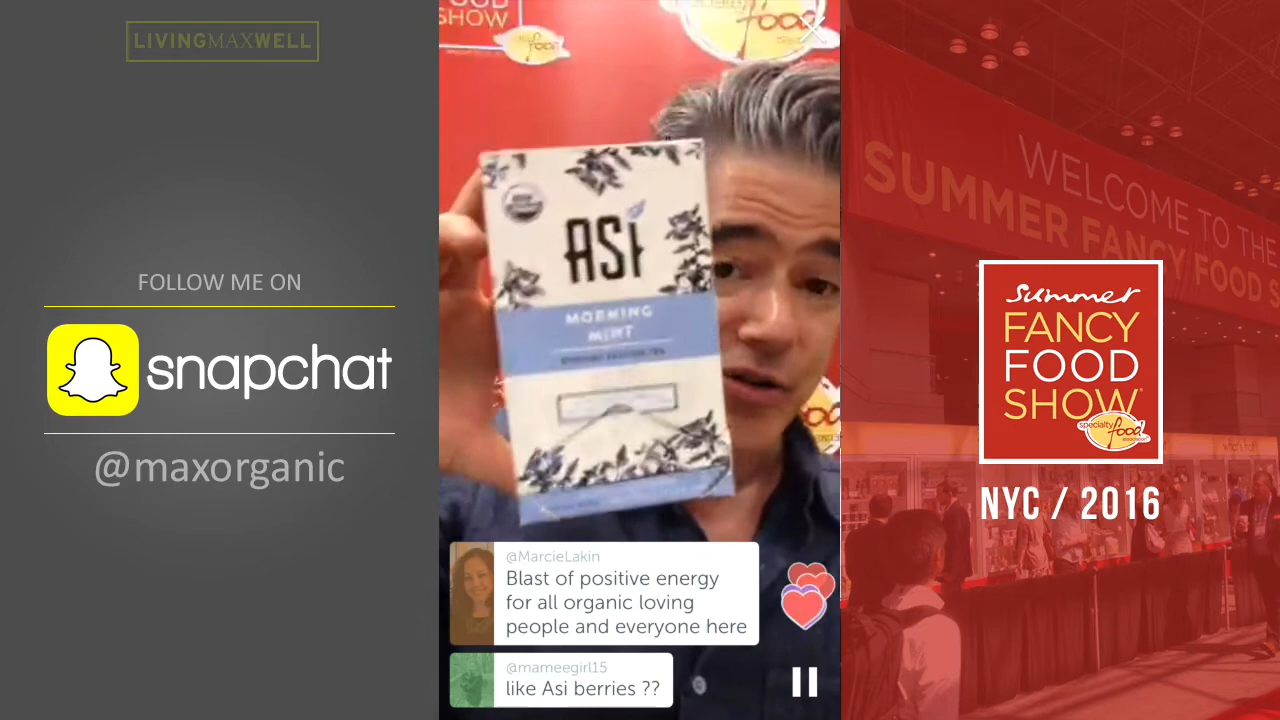 LIVINGMAXWELL
FOLLOW ME ON
snapchat
@maxorganic
FOOD
SHOW
food
ASI
MORNING
MINT
@MarcieLakin
Blast of positive energy
for all organic loving
people and everyone here
@mameegirl15
like Asi berries ??
WELCOME TO THE
SUMMER FANCY FOOD S
summer
FANCY
FOOD
SHOW
specialty food
association
NYC / 2016